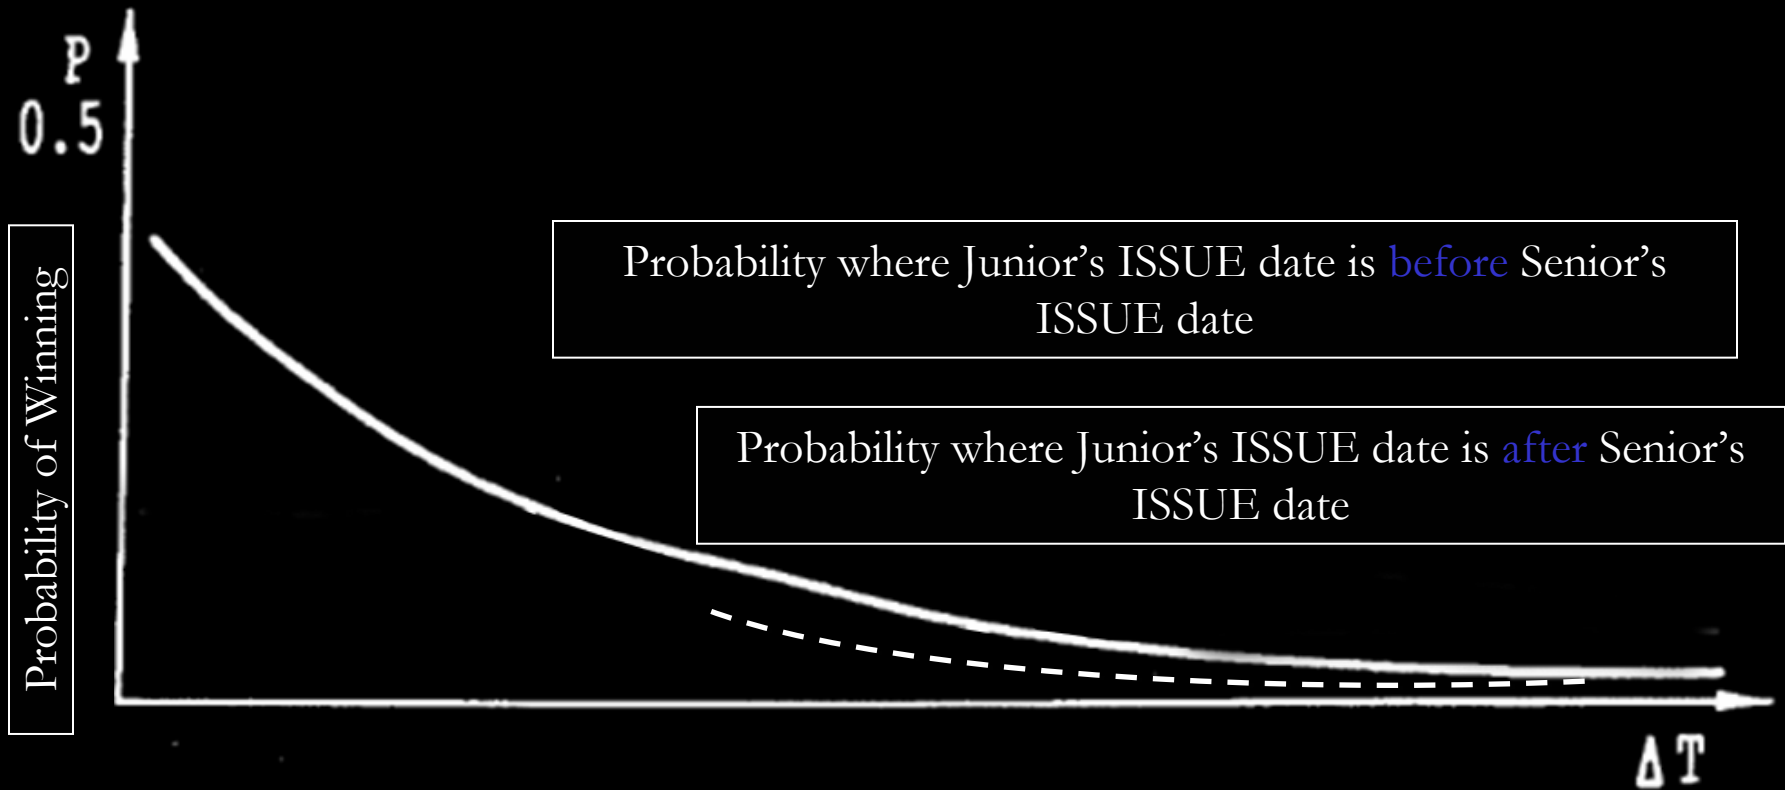 P
0.5
Probability of Winning
Probability where Junior’s ISSUE date is before Senior’s
ISSUE date
Probability where Junior’s ISSUE date is after Senior’s
ISSUE date
Δ T